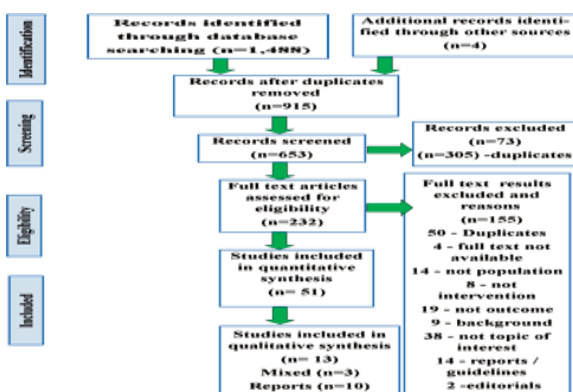 Identification
Records identified
through database
searching (n=1,488)
Additional records identi-
fied through other sources
(n=4)
Records after duplicates
removed
(n=915)
Screening
Records screened
(n=653)
Records excluded
(n=73)
(n=305) -duplicates
Eligibility
Full text articles
assessed for
eligibility
(n=232)
Full text results
excluded and
reasons
(n=155)
50 - Duplicates
4 - full text not
available
14 - not population
8 - not
intervention
19 - not outcome
9 - background
38 - not topic of
interest
14 - reports /
guidelines
2 -editorials
Included
Studies included
in quantitative
synthesis
(n= 51)
Studies included in
qualitative synthesis
(n= 13)
Mixed (n=3)
Reports (n=10)